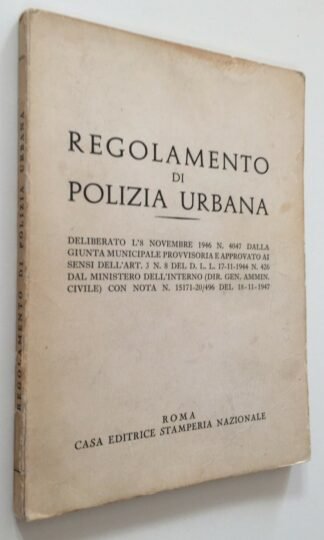 REGOLAMENTO
DI
POLIZIA URBANA
DELIBERATO L'8 NOVEMBRE 1946 N. 4047 DALLA
GIUNTA MUNICIPALE PROVVISORIA E APPROVATO AI
SENSI DELL'ART. 3 N. 8 DEL D. L. L. 17-11-1944 N. 426
DAL MINISTERO DELL'INTERNO (DIR. GEN. AMMIN.
CIVILE) CON NOTA N. 15171-20/496 DEL 18-11-1947
ROMA
CASA EDITRICE STAMPERIA NAZIONALE
REGOLAMENTO DI POLIZIA URBANA